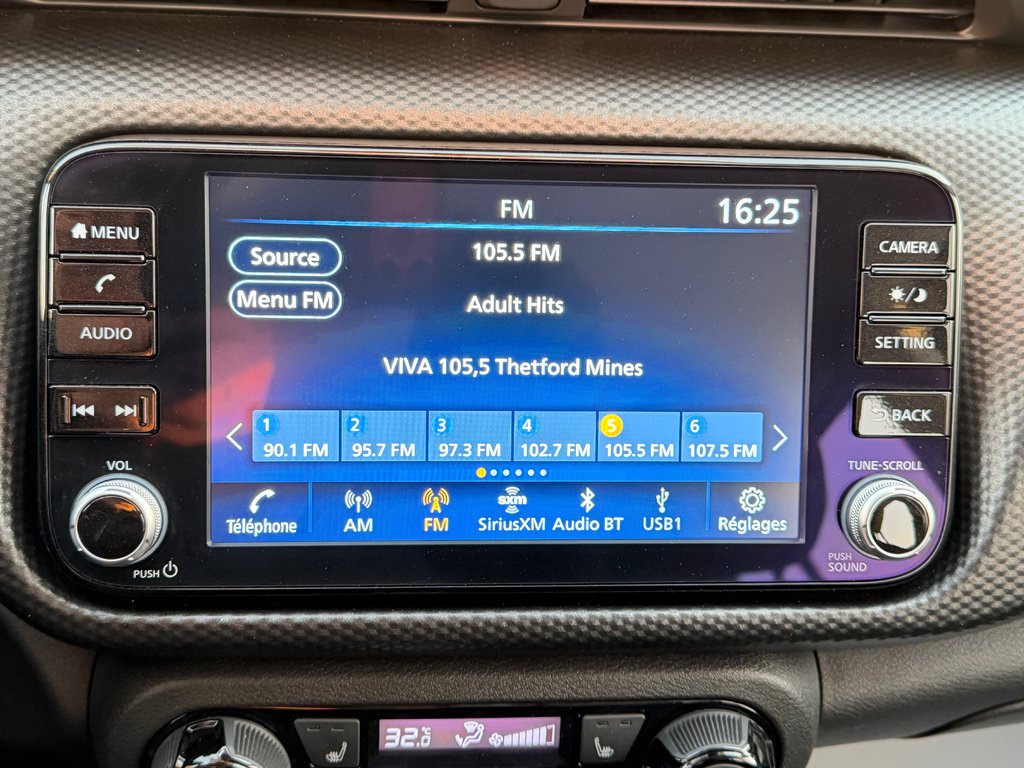 FM
16:25
MENU
AUDIO
VOL
PUSH
Source
Menu FM
105.5 FM
Adult Hits
VIVA 105,5 Thetford Mines
1 2 3 4 5 6
90.1 FM 95.7 FM 97.3 FM 102.7 FM 105.5 FM 107.5 FM
sxm
Téléphone AM FM SiriusXM Audio BT USB1 Réglages
CAMERA
SETTING
BACK
TUNE-SCROLL
PUSH
SOUND
32.0 °C